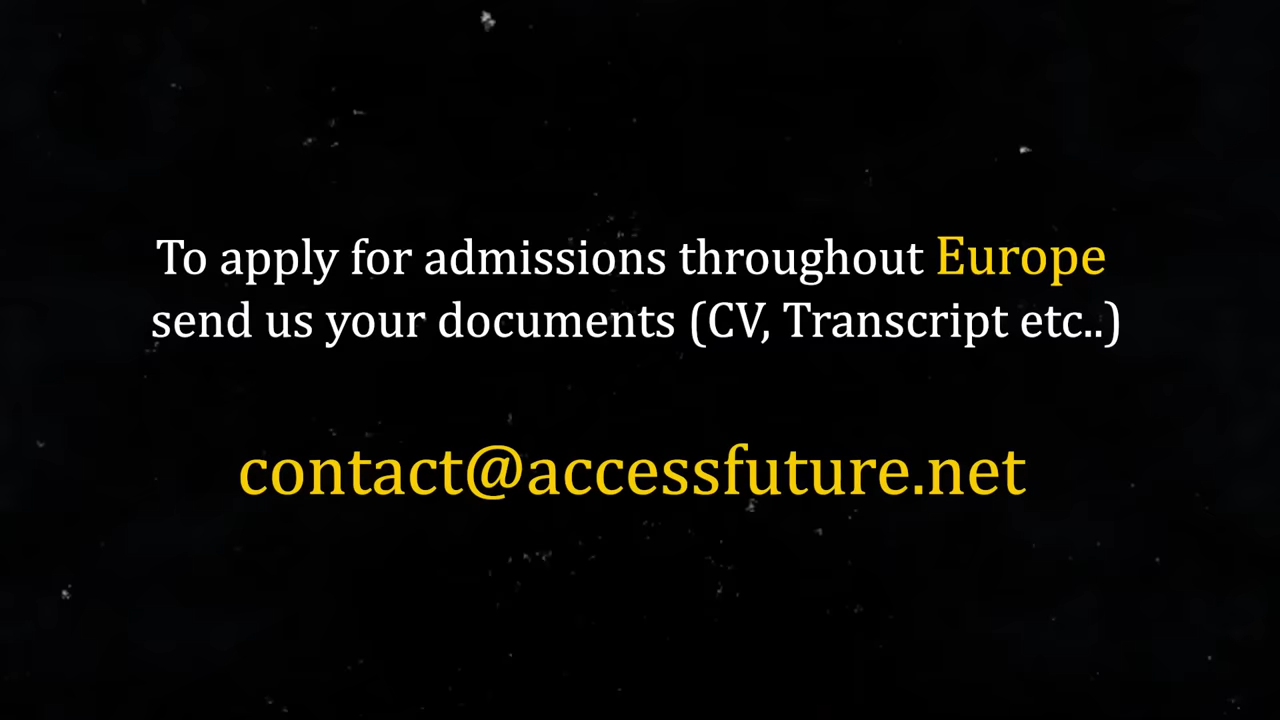 To apply for admissions throughout Europe
send us your documents (CV, Transcript etc..)
contact@accessfuture.net